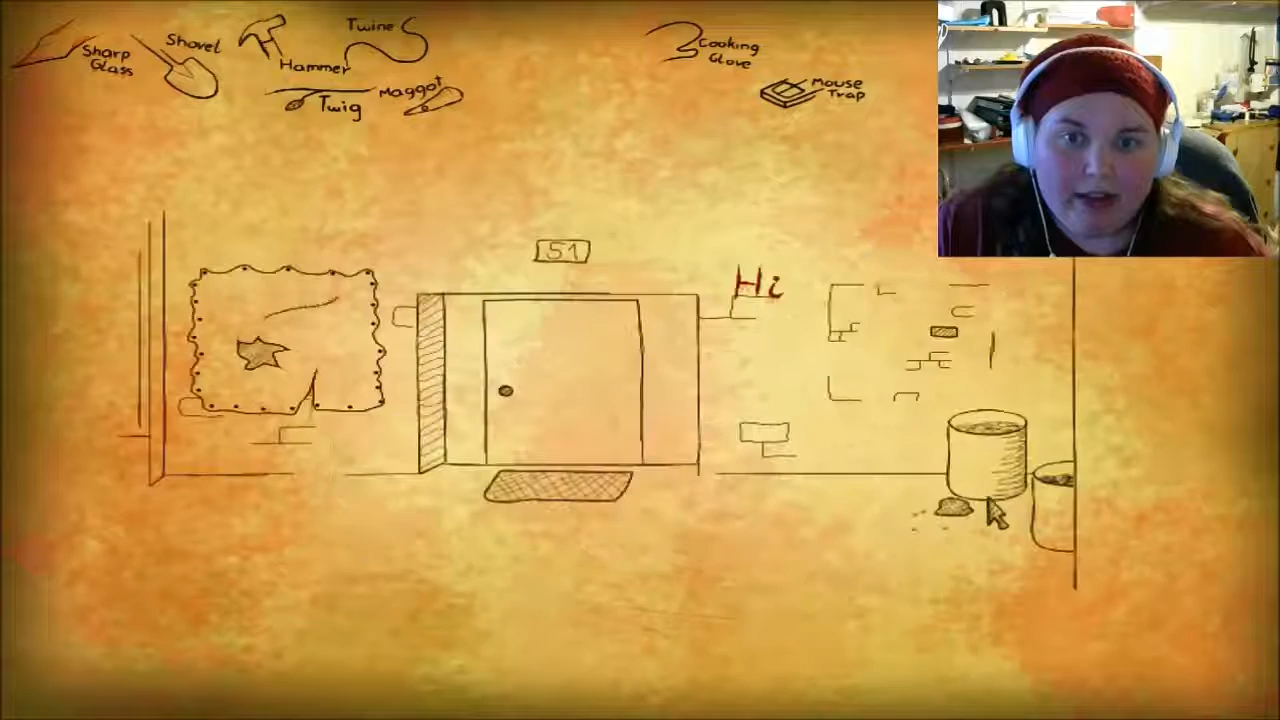 Sharp
Glass
Shovel
Hammer
Twine
Twig
Maggot
Cooking
Glove
Mouse
Trap
51
Hi